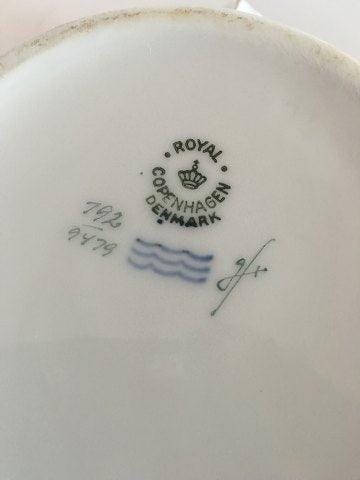 ROYAL
COPENHAGEN
DENMARK
792
9479